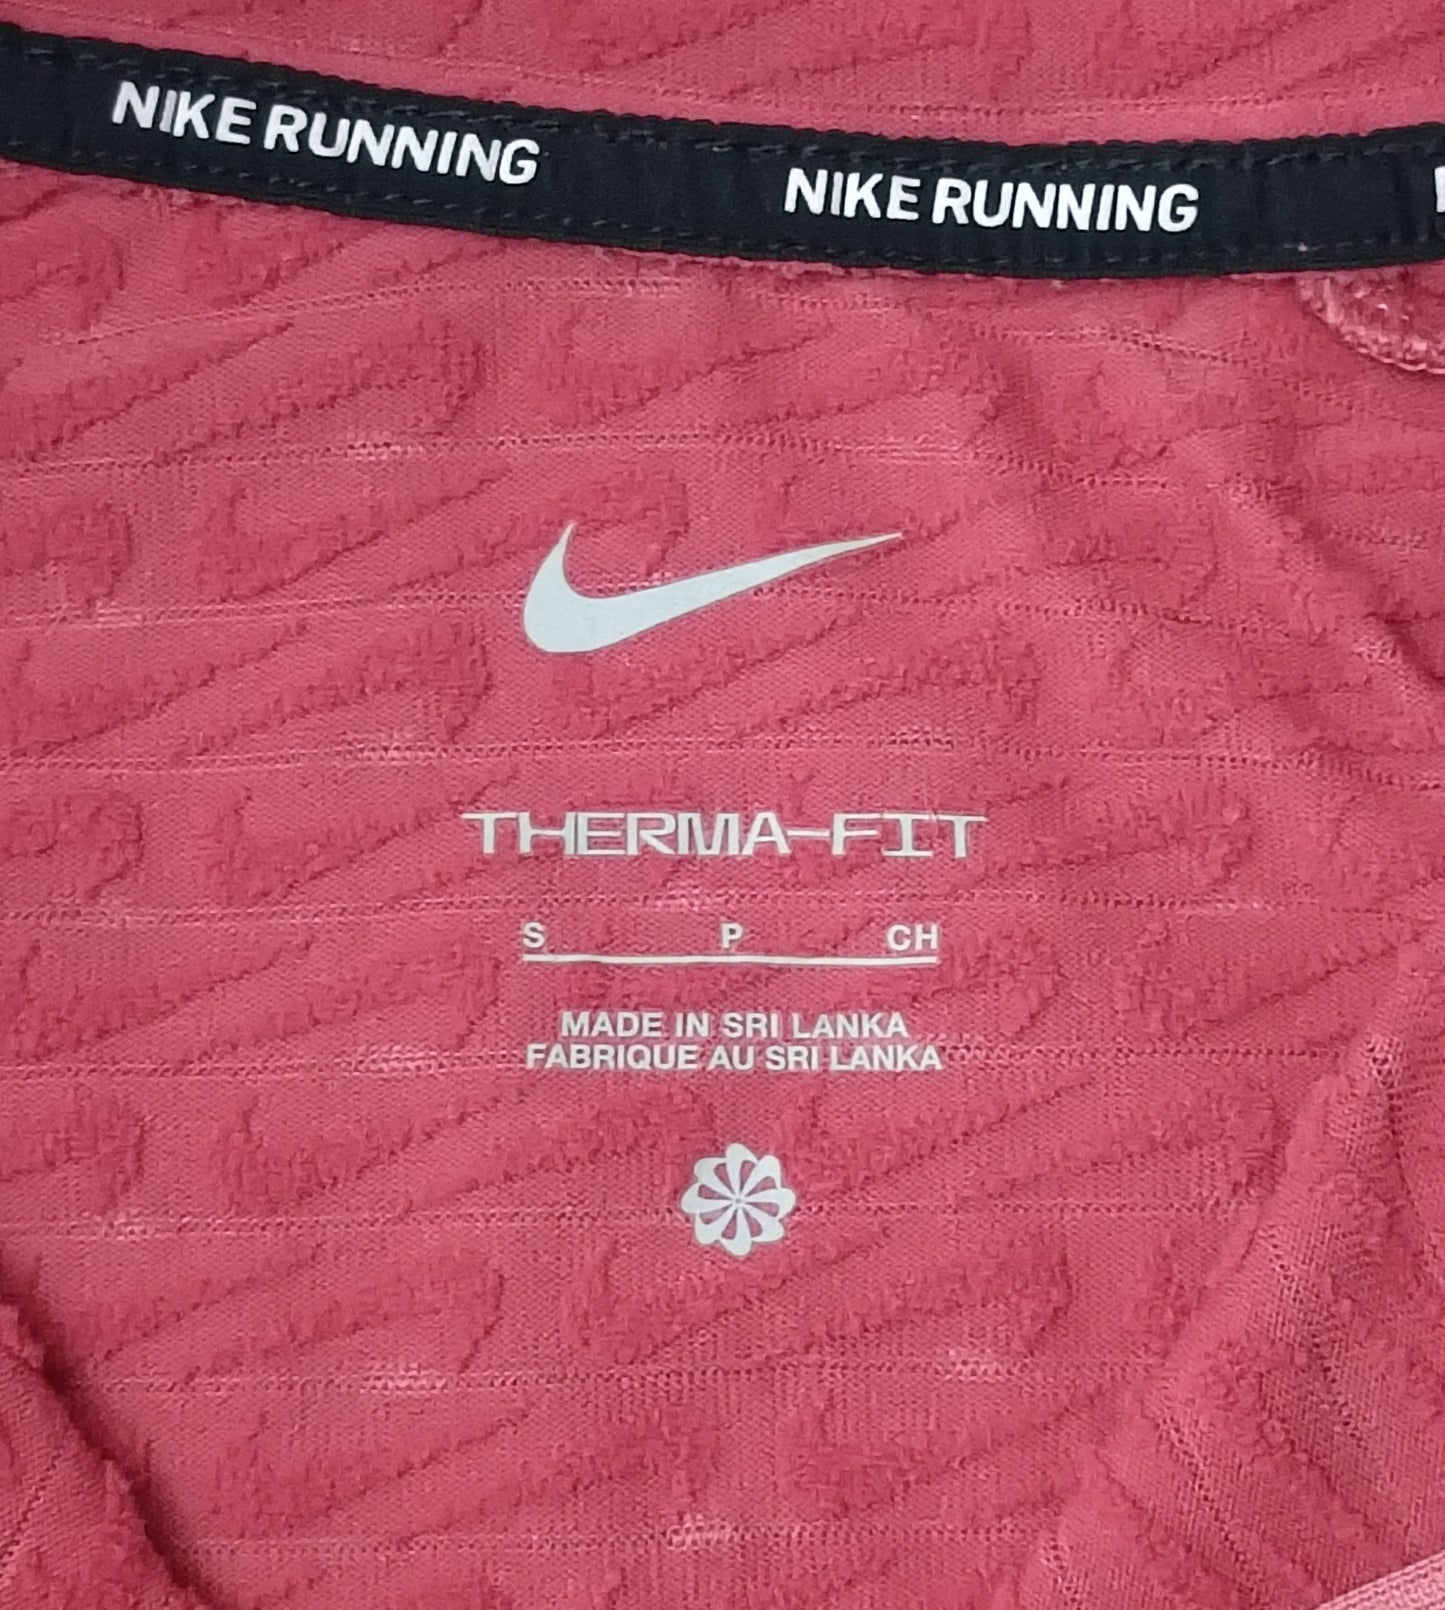 NIKE RUNNING NIKE RUNNING
THERMA-FIT
S P CH
MADE IN SRI LANKA
FABRIQUE AU SRI LANKA